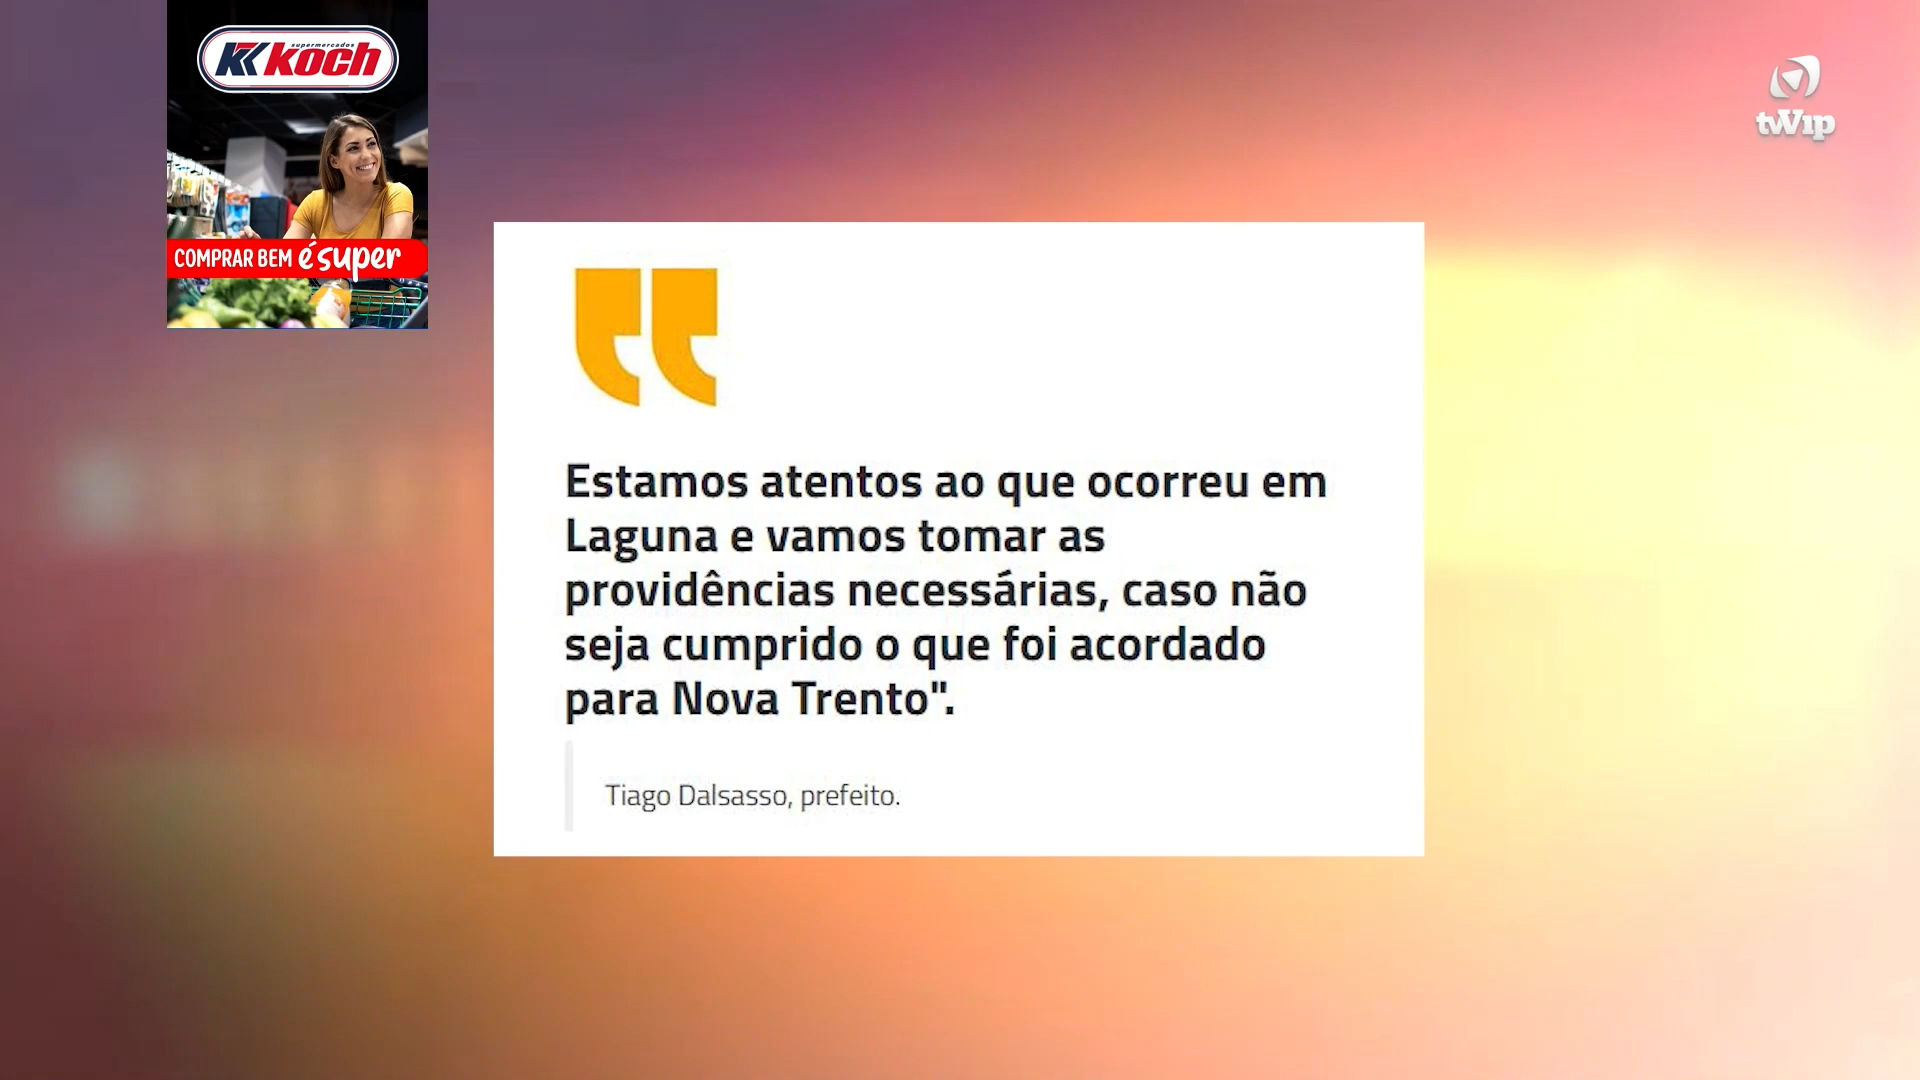 supermercados
koch
COMPRAR BEM é super
tvVip
Estamos atentos ao que ocorreu em
Laguna e vamos tomar as
providências necessárias, caso não
seja cumprido o que foi acordado
para Nova Trento".
Tiago Dalsasso, prefeito.